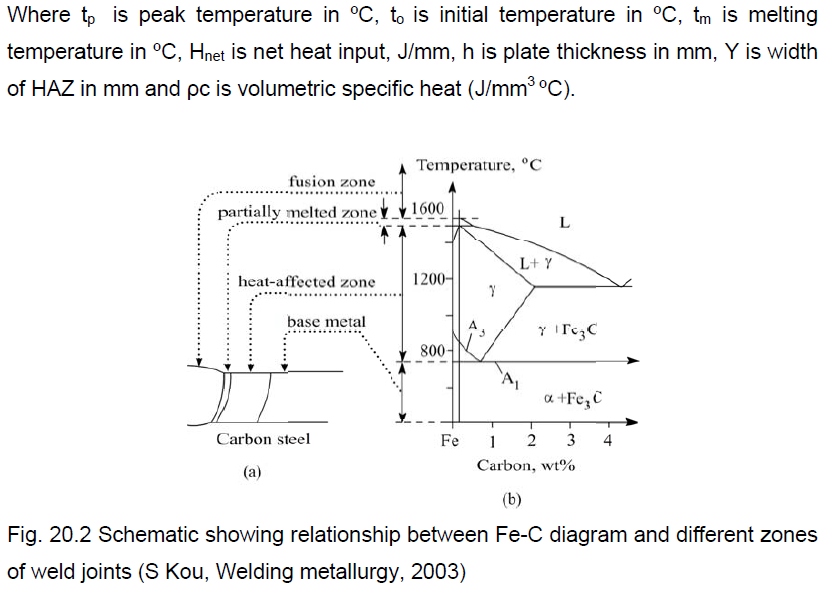 Where tp is peak temperature in ºC, to is initial temperature in ºC, tm is melting
temperature in ºC, Hnet is net heat input, J/mm, h is plate thickness in mm, Y is width
of HAZ in mm and ρc is volumetric specific heat (J/mm³ ºC).
Temperature, °C
fusion zone
partially melted zone
1600
L
L+ γ
heat-affected zone
1200
γ
base metal
A3
γ +Fe3C
800
A1
α+Fe3C
Carbon steel
Fe 1 2 3 4
(a)
Carbon, wt%
(b)
Fig. 20.2 Schematic showing relationship between Fe-C diagram and different zones
of weld joints (S Kou, Welding metallurgy, 2003)